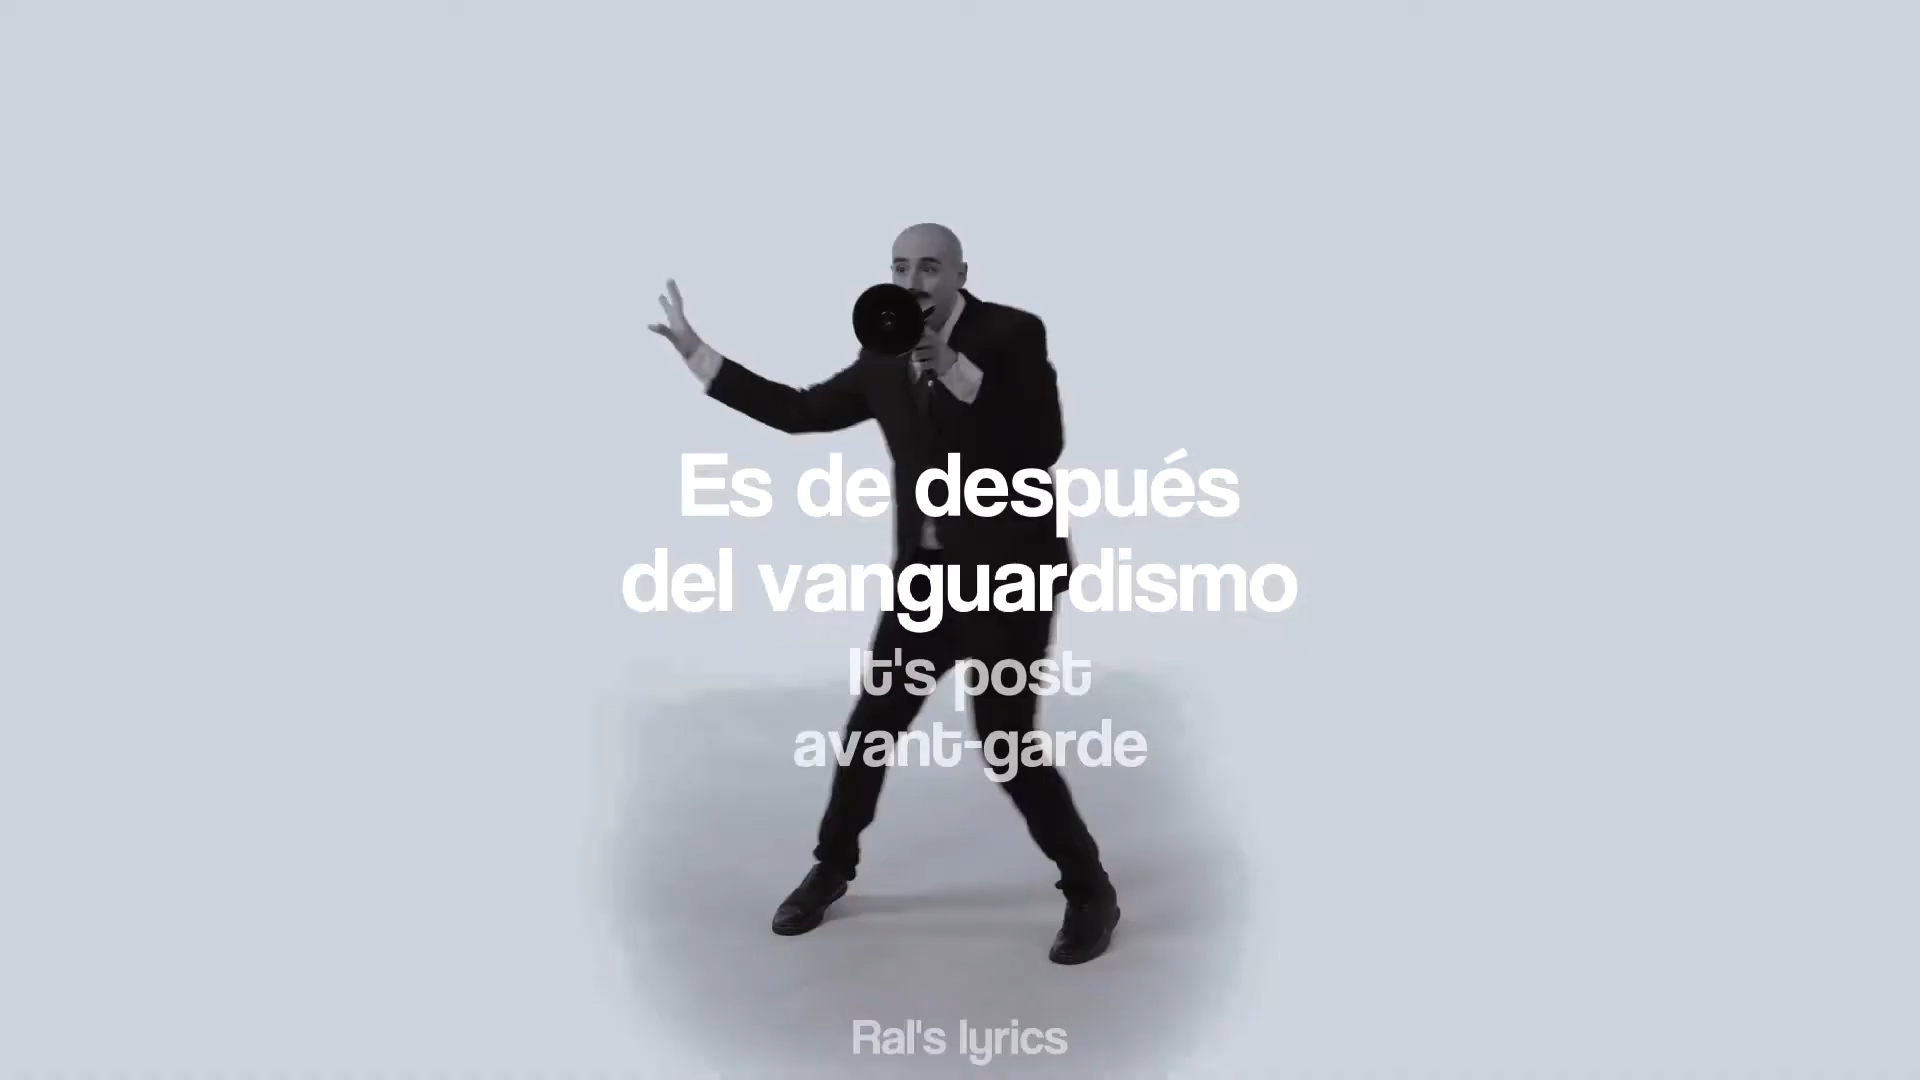 Es de después
del vanguardismo
It's post
avant-garde
Ral's lyrics